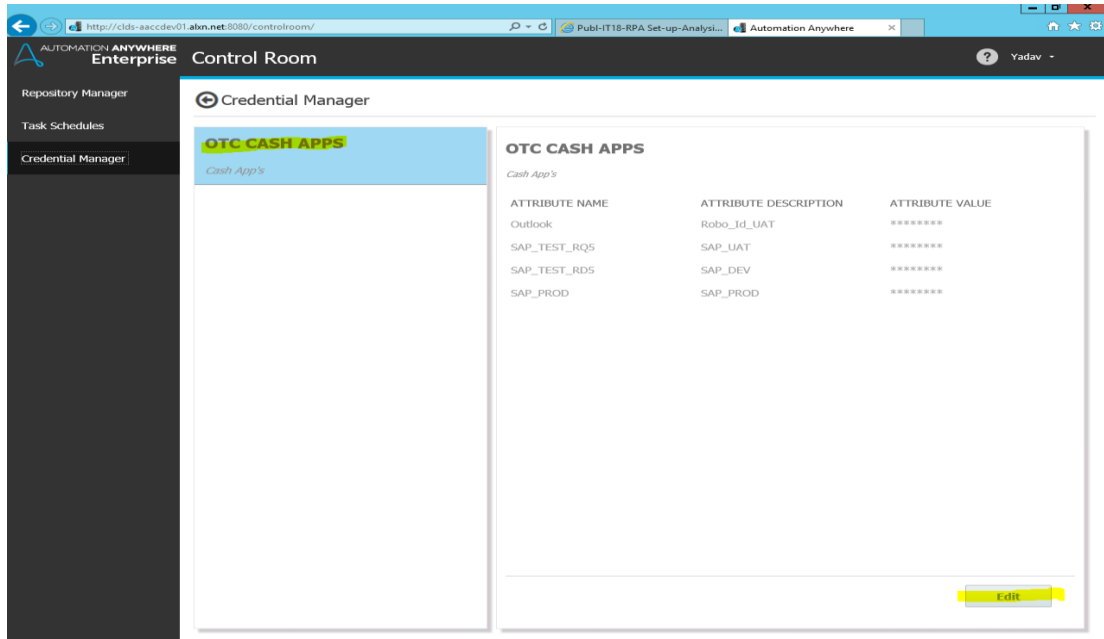 http://clds-aaccdev01.alxn.net:8080/controlroom/
Publ-IT18-RPA Set-up-Analysi...
Automation Anywhere
AUTOMATION ANYWHERE
Enterprise
Control Room
?
Yadav
Repository Manager
Task Schedules
Credential Manager
Credential Manager
OTC CASH APPS
Cash App's
OTC CASH APPS
Cash App's
ATTRIBUTE NAME ATTRIBUTE DESCRIPTION ATTRIBUTE VALUE
Outlook Robo_Id_UAT ********
SAP_TEST_RQ5 SAP_UAT ********
SAP_TEST_RD5 SAP_DEV ********
SAP_PROD SAP_PROD ********
Edit